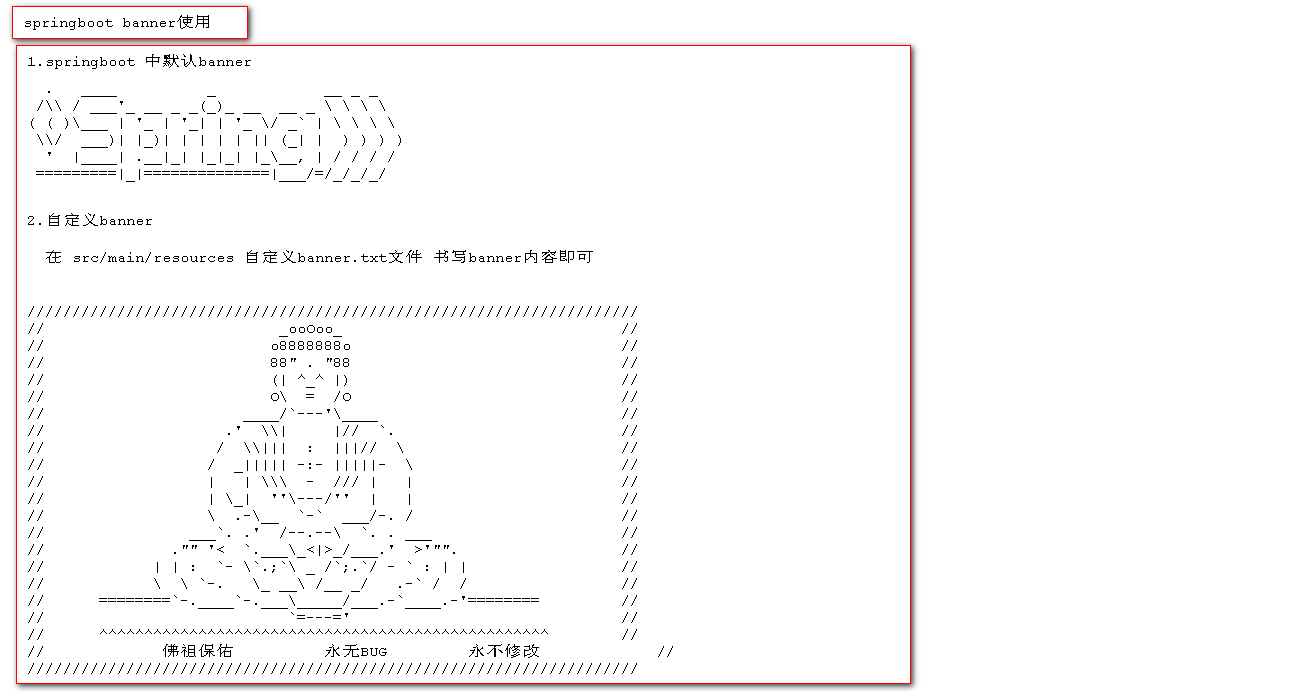 springboot banner使用
1.springboot 中默认banner
  .   ____          _            __ _ _
 /\\ / ___'_ __ _ _(_)_ __  __ _ \ \ \ \
( ( )\___ | '_ | '_| | '_ \/ _` | \ \ \ \
 \\/  ___)| |_)| | | | | || (_| |  ) ) ) )
  '  |____| .__|_| |_|_| |_\__, | / / / /
 =========|_|==============|___/=/_/_/_/
2.自定义banner
  在 src/main/resources 自定义banner.txt文件 书写banner内容即可
////////////////////////////////////////////////////////////////////
//                          _ooOoo_                               //
//                         o8888888o                              //
//                         88" . "88                              //
//                         (| ^_^ |)                              //
//                         O\  =  /O                              //
//                      ____/`---'\____                           //
//                    .'  \\|     |//  `.                         //
//                   /  \\|||  :  |||//  \                        //
//                  /  _||||| -:- |||||-  \                       //
//                  |   | \\\  -  /// |   |                       //
//                  | \_|  ''\---/''  |   |                       //
//                  \  .-\__  `-`  ___/-. /                       //
//                ___`. .'  /--.--\  `. . ___                     //
//              ."" '<  `.___\_<|>_/___.'  >'"".                  //
//            | | :  `- \`.;`\ _ /`;.`/ - ` : | |                 //
//            \  \ `-.   \_ __\ /__ _/   .-` /  /                 //
//      ========`-.____`-.___\_____/___.-`____.-'========         //
//                           `=---='                              //
//      ^^^^^^^^^^^^^^^^^^^^^^^^^^^^^^^^^^^^^^^^^^^^^^^^^^        //
//             佛祖保佑          永无BUG         永不修改             //
////////////////////////////////////////////////////////////////////